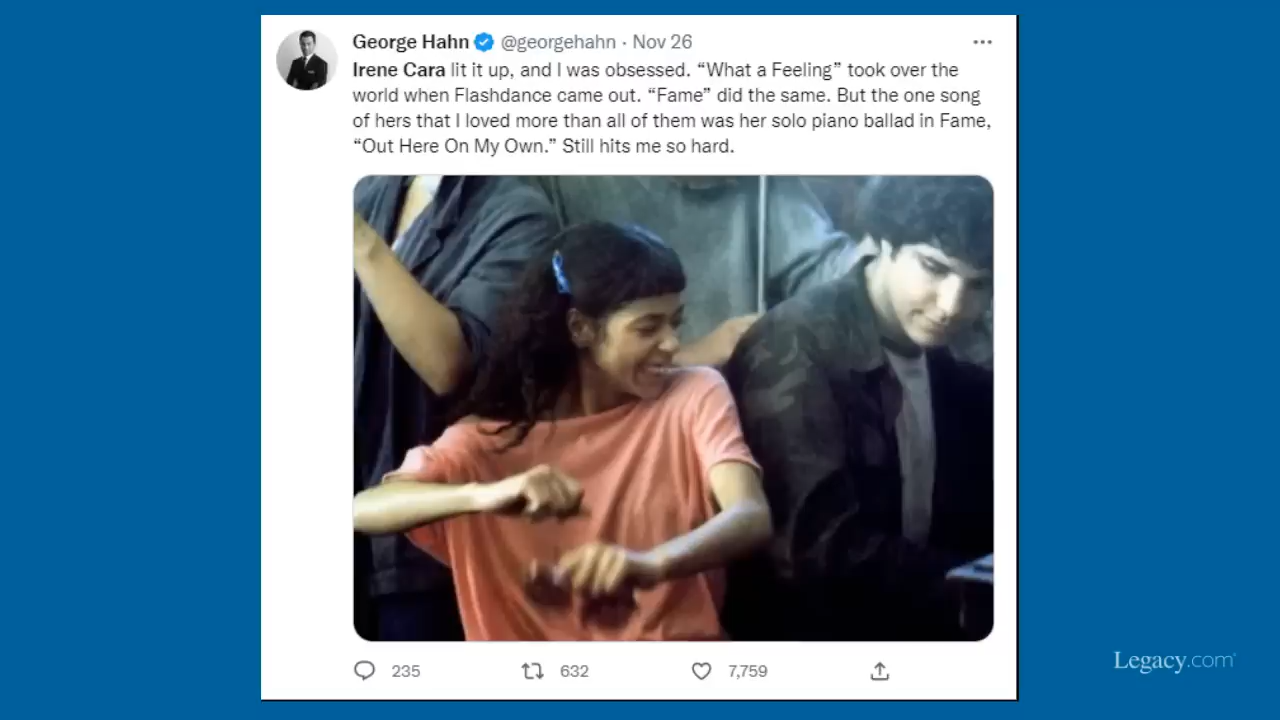 George Hahn @georgehahn · Nov 26
Irene Cara lit it up, and I was obsessed. “What a Feeling” took over the
world when Flashdance came out. “Fame” did the same. But the one song
of hers that I loved more than all of them was her solo piano ballad in Fame,
“Out Here On My Own.” Still hits me so hard.
235 632 7,759
Legacy.com